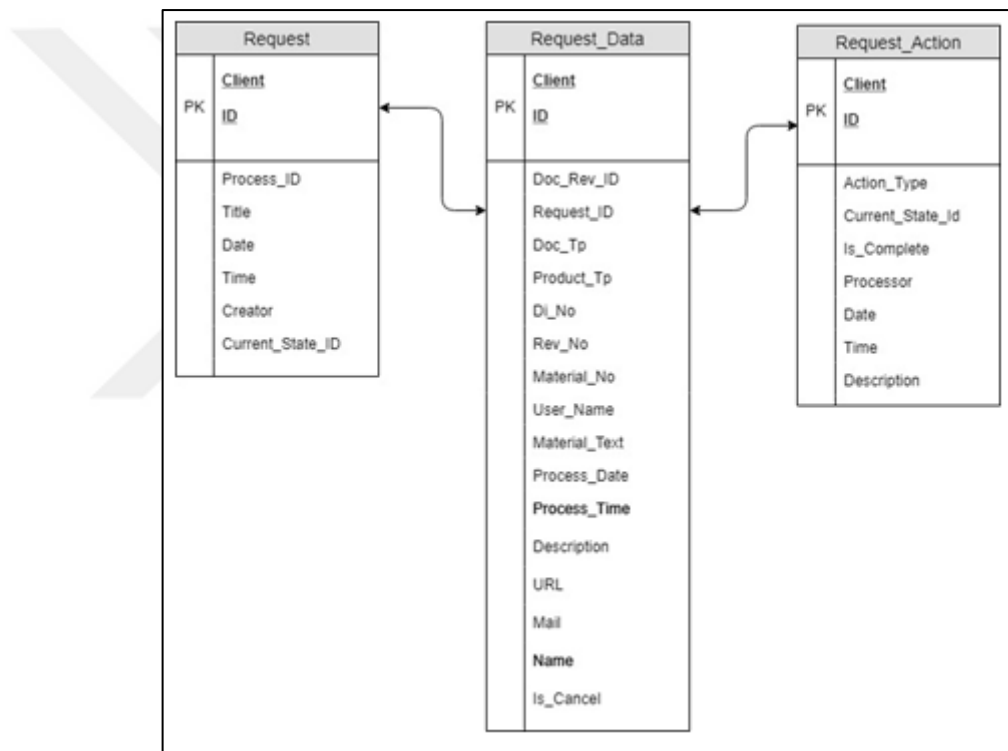 Request
PK
Client
ID
Process_ID
Title
Date
Time
Creator
Current_State_ID
Request_Data
PK
Client
ID
Doc_Rev_ID
Request_ID
Doc_Tp
Product_Tp
Di_No
Rev_No
Material_No
User_Name
Material_Text
Process_Date
Process_Time
Description
URL
Mail
Name
Is_Cancel
Request_Action
PK
Client
ID
Action_Type
Current_State_Id
Is_Complete
Processor
Date
Time
Description